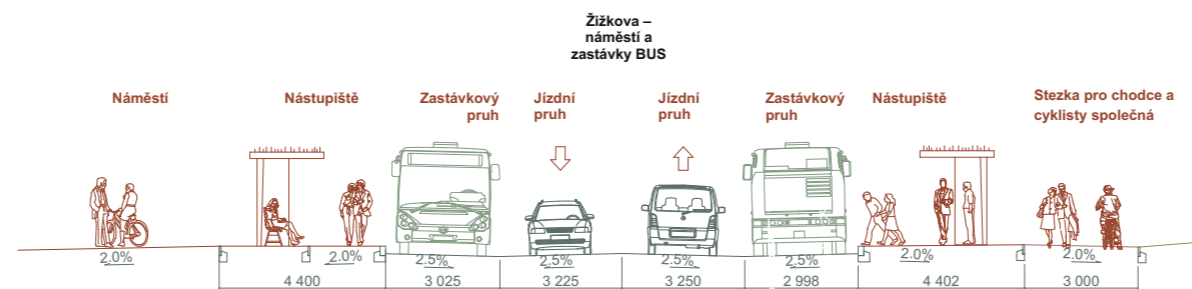 Žižkova –
náměstí a
zastávky BUS
Náměstí
Nástupiště
Zastávkový
pruh
Jízdní
pruh
Jízdní
pruh
Zastávkový
pruh
Nástupiště
Stezka pro chodce a
cyklisty společná
2.0% 2.0% 2.5% 2.5% 2.5% 2.5% 2.0% 2.0%
4 400 3 025 3 225 3 250 2 998 4 402 3 000